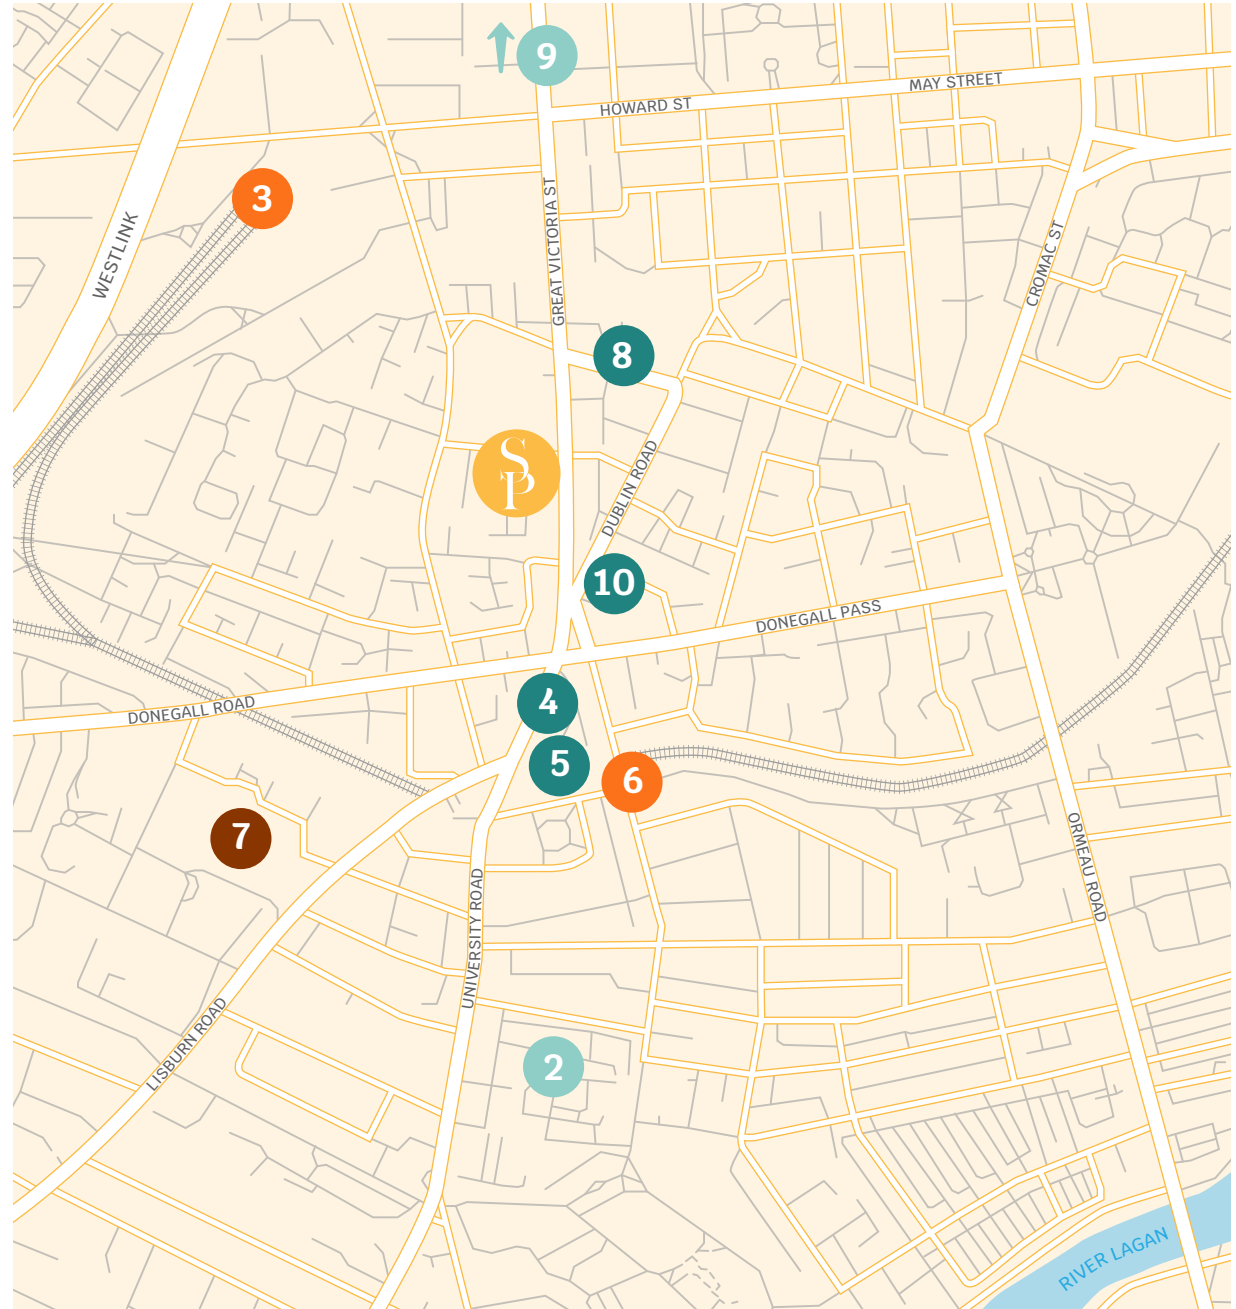 9
MAY STREET
HOWARD ST
3
WESTLINK
GREAT VICTORIA ST
CROMAC ST
8
SP
DUBLIN ROAD
10
DONEGALL PASS
DONEGALL ROAD
4
5
6
7
ORMEAU ROAD
UNIVERSITY ROAD
LISBURN ROAD
2
RIVER LAGAN